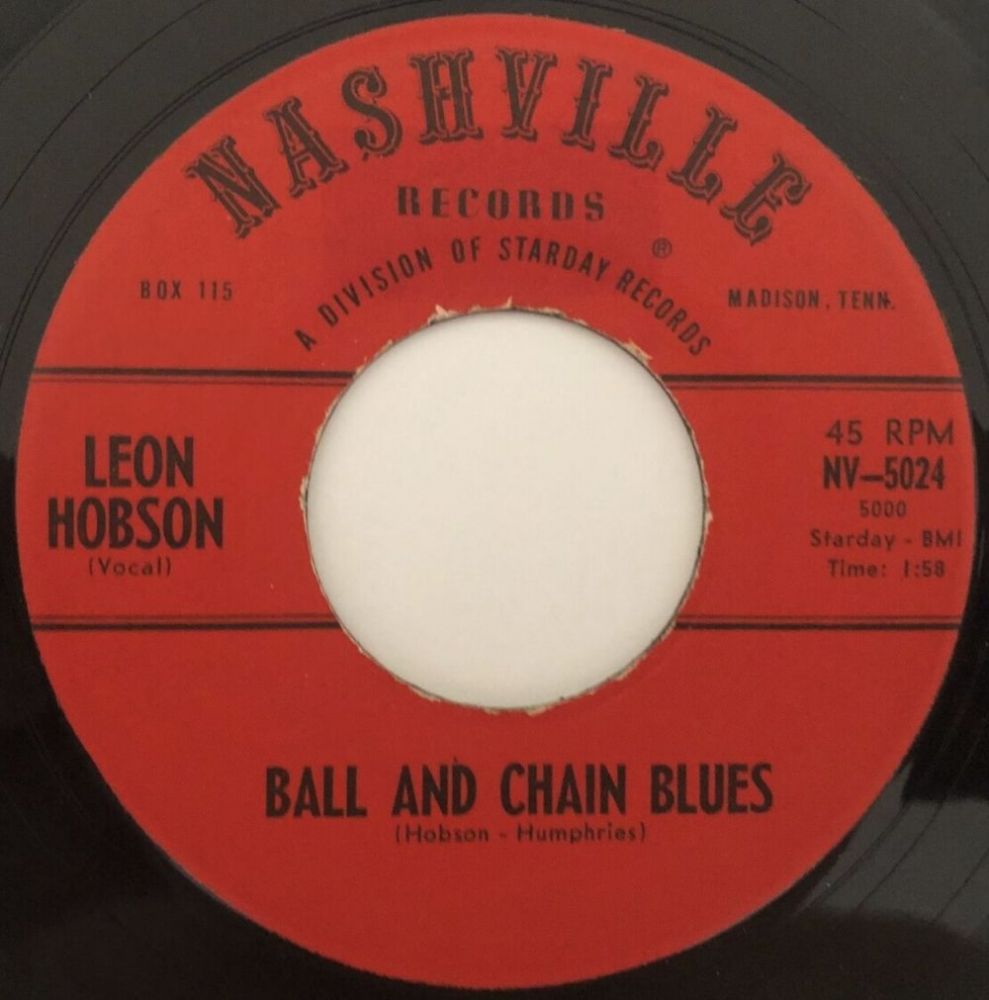 NASHVILLE
RECORDS
®
A DIVISION OF STARDAY RECORDS
BOX 115
MADISON, TENN.
LEON
HOBSON
(Vocal)
45 RPM
NV-5024
5000
Starday - BMI
Time: 1:58
BALL AND CHAIN BLUES
(Hobson - Humphries)